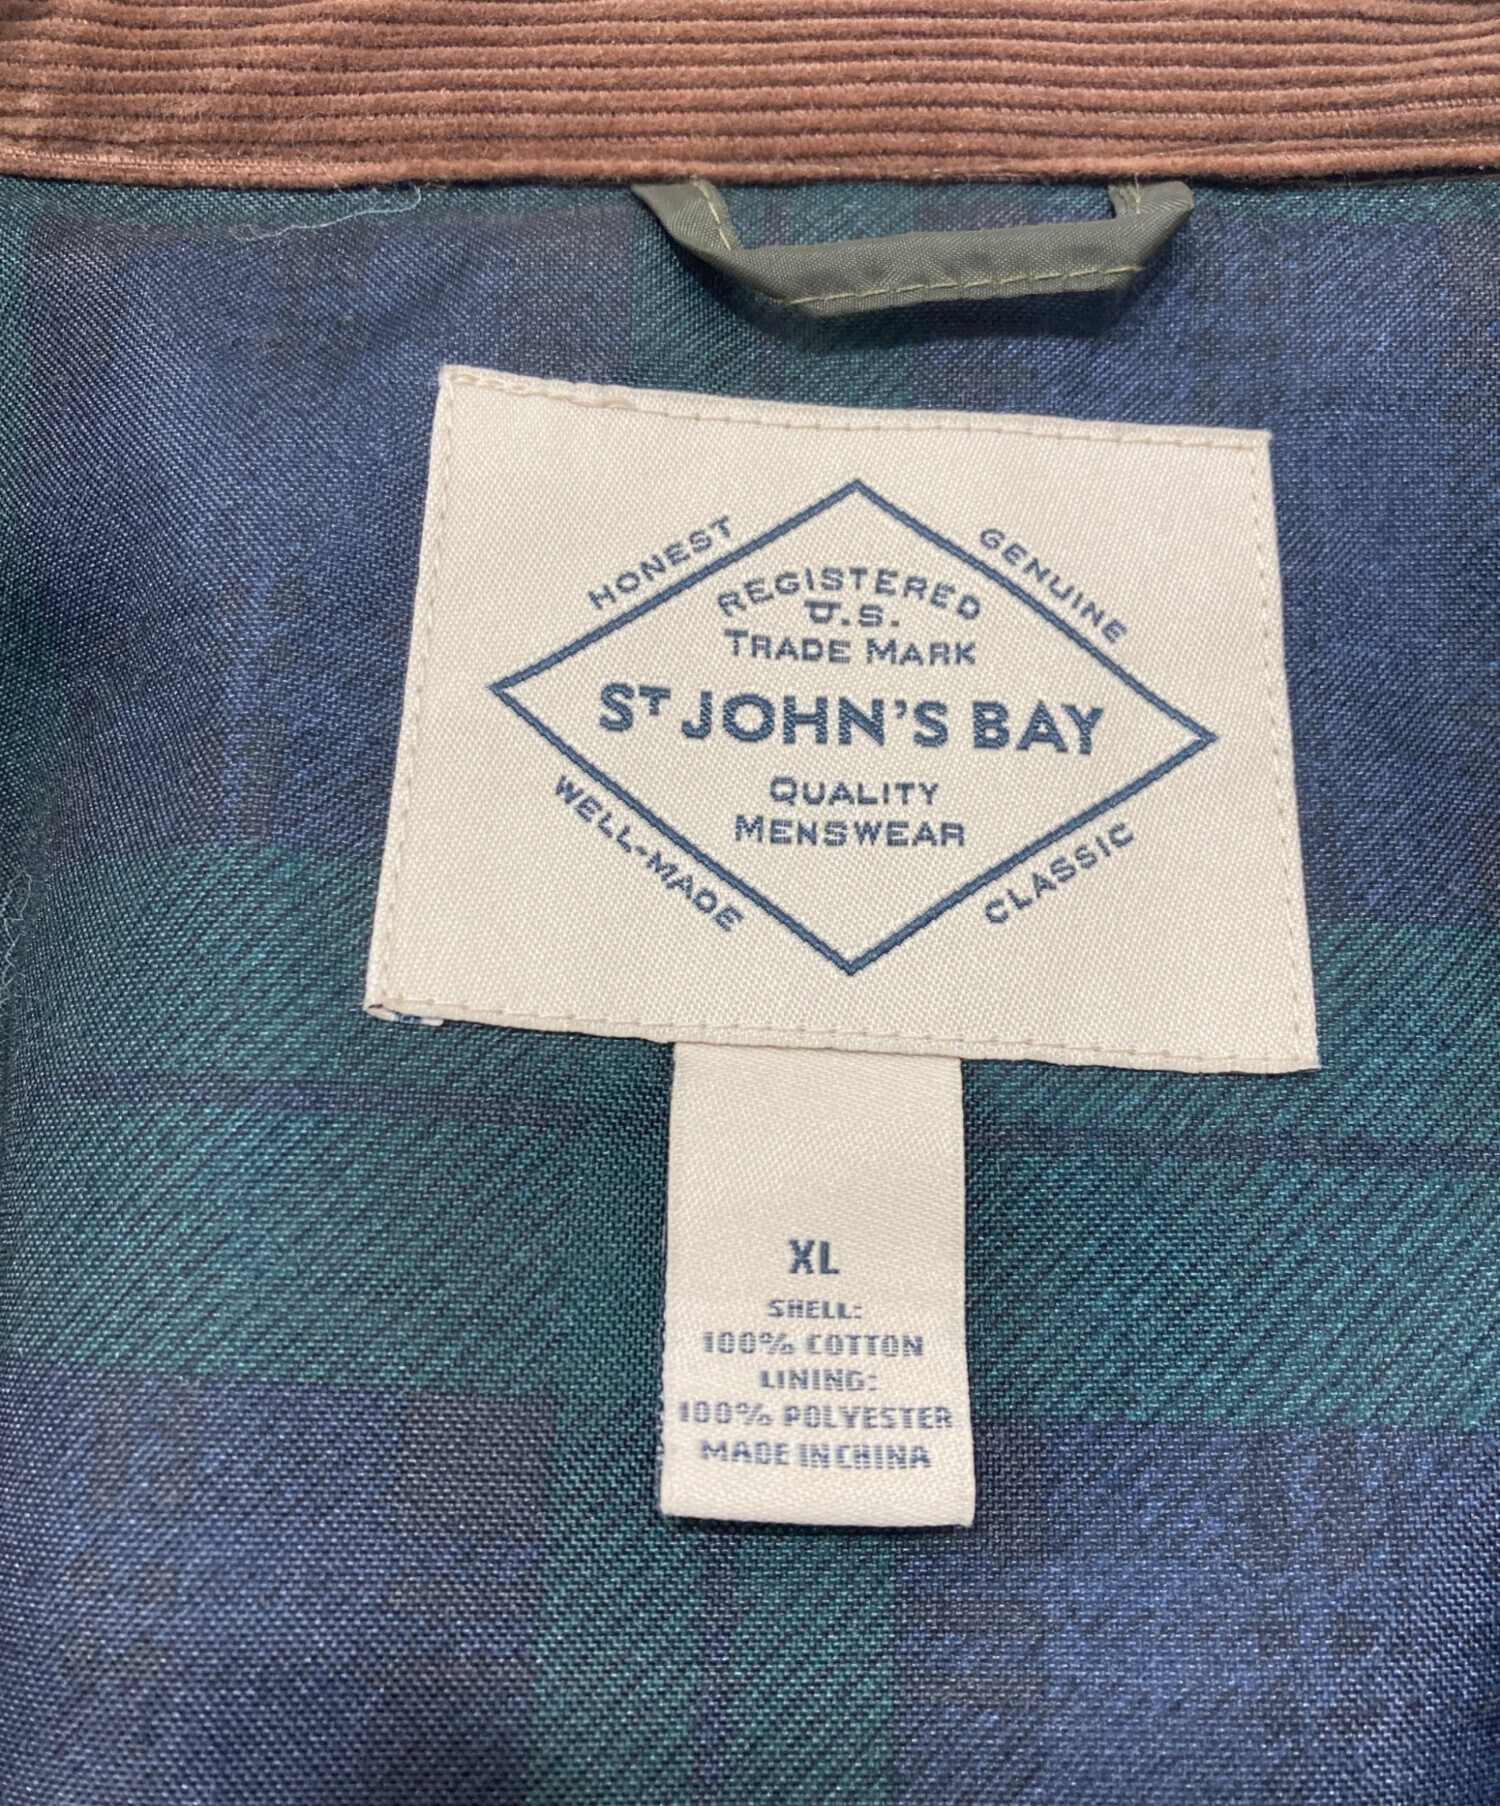 HONEST
GENUINE
REGISTERED
U.S.
TRADE MARK
ST JOHN'S BAY
QUALITY
MENSWEAR
WELL-MADE
CLASSIC
XL
SHELL:
100% COTTON
LINING:
100% POLYESTER
MADE IN CHINA